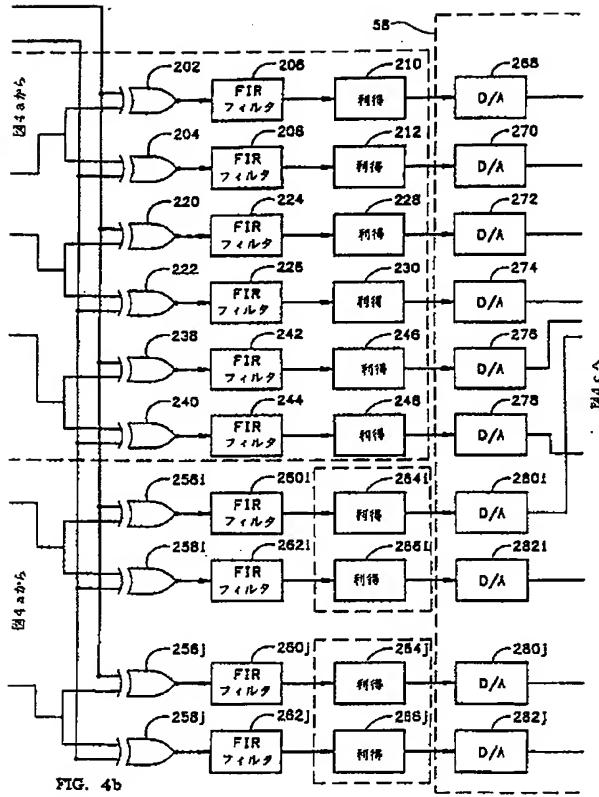 58
202
206
210
268
FIR
フィルタ
利得
D/A
図4aから
204
208
212
270
FIR
フィルタ
利得
D/A
220
224
228
272
FIR
フィルタ
利得
D/A
222
226
230
274
FIR
フィルタ
利得
D/A
238
242
246
276
FIR
フィルタ
利得
D/A
図4cへ
240
244
248
278
FIR
フィルタ
利得
D/A
256i
260i
264i
280i
FIR
フィルタ
利得
D/A
258i
262i
266i
282i
FIR
フィルタ
利得
D/A
図4aから
256j
260j
264j
280j
FIR
フィルタ
利得
D/A
258j
262j
266j
282j
FIR
フィルタ
利得
D/A
FIG. 4b